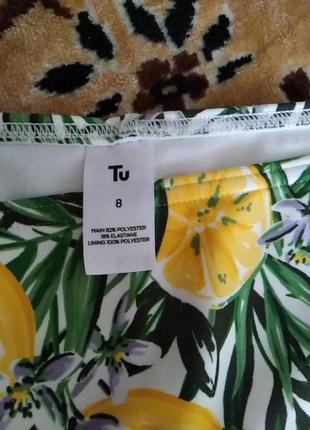 Tu
8
MAIN 82% POLYESTER
18% ELASTANE
LINING 100% POLYESTER